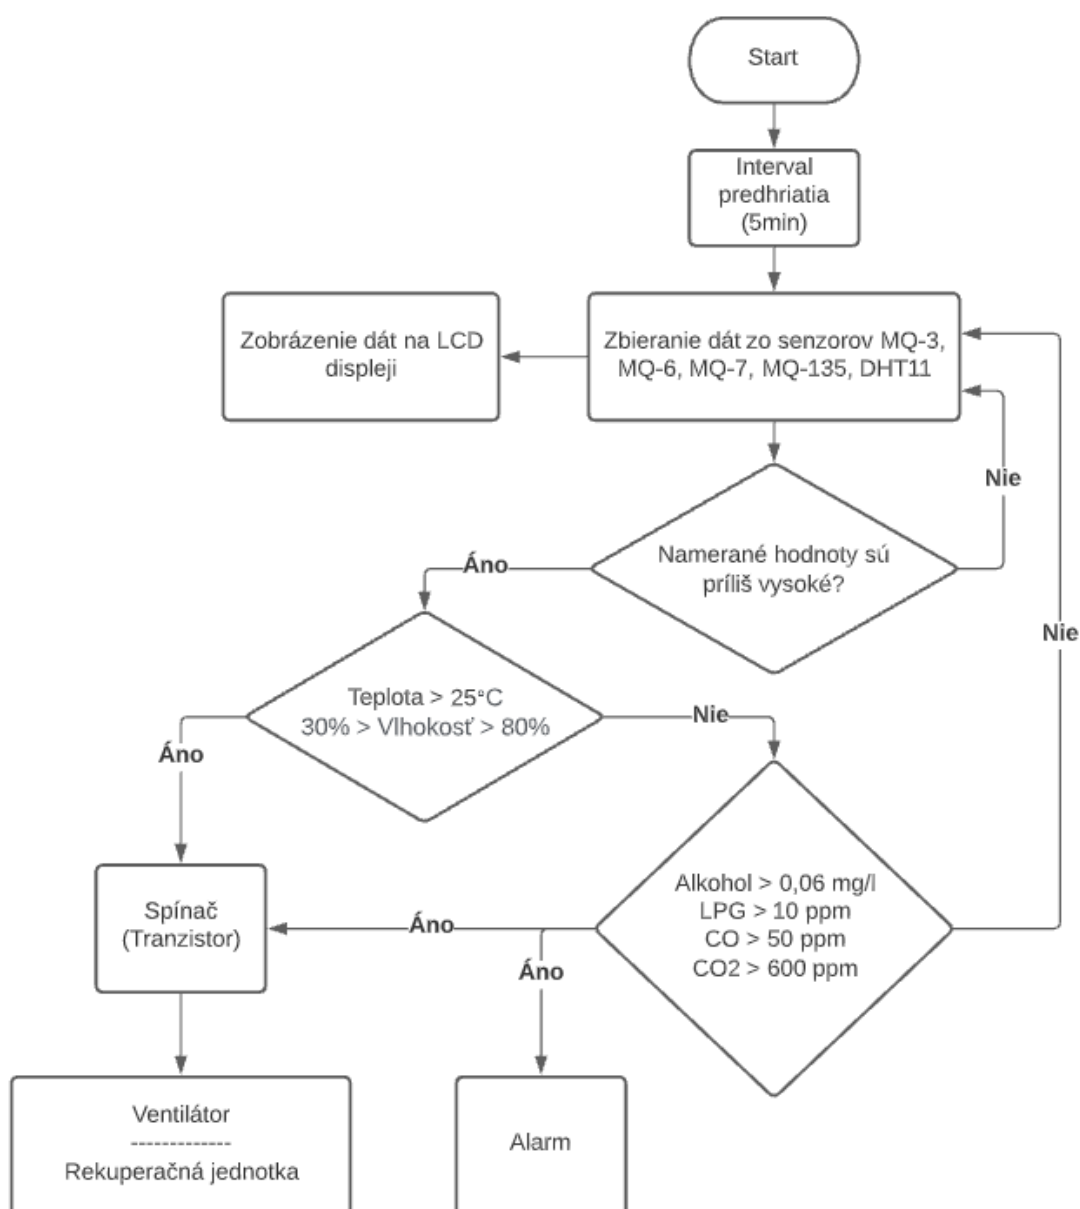 Start
Interval
predhriatia
(5min)
Zobrázenie dát na LCD
displeji
Zbieranie dát zo senzorov MQ-3,
MQ-6, MQ-7, MQ-135, DHT11
Nie
Namerané hodnoty sú
príliš vysoké?
Áno
Nie
Teplota > 25°C
30% > Vlhokosť > 80%
Nie
Áno
Alkohol > 0,06 mg/l
LPG > 10 ppm
CO > 50 ppm
CO2 > 600 ppm
Spínač
(Tranzistor)
Áno
Áno
Ventilátor
-------------
Rekuperačná jednotka
Alarm